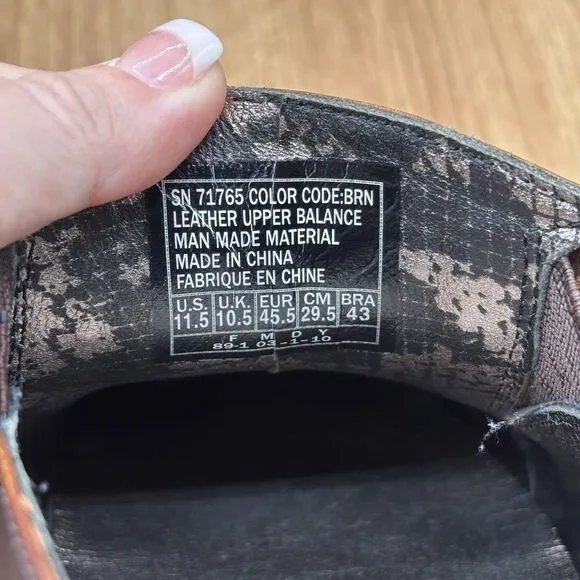 SN 71765 COLOR CODE:BRN
LEATHER UPPER BALANCE
MAN MADE MATERIAL
MADE IN CHINA
FABRIQUE EN CHINE
U.S. U.K. EUR CM BRA
11.5 10.5 45.5 29.5 43
F M D Y
89-1 03-1-10